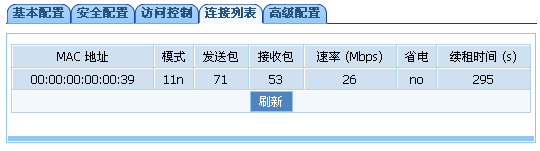 基本配置 安全配置 访问控制 连接列表 高级配置
MAC 地址 模式 发送包 接收包 速率 (Mbps) 省电 续租时间 (s)
00:00:00:00:00:39 11n 71 53 26 no 295
刷新